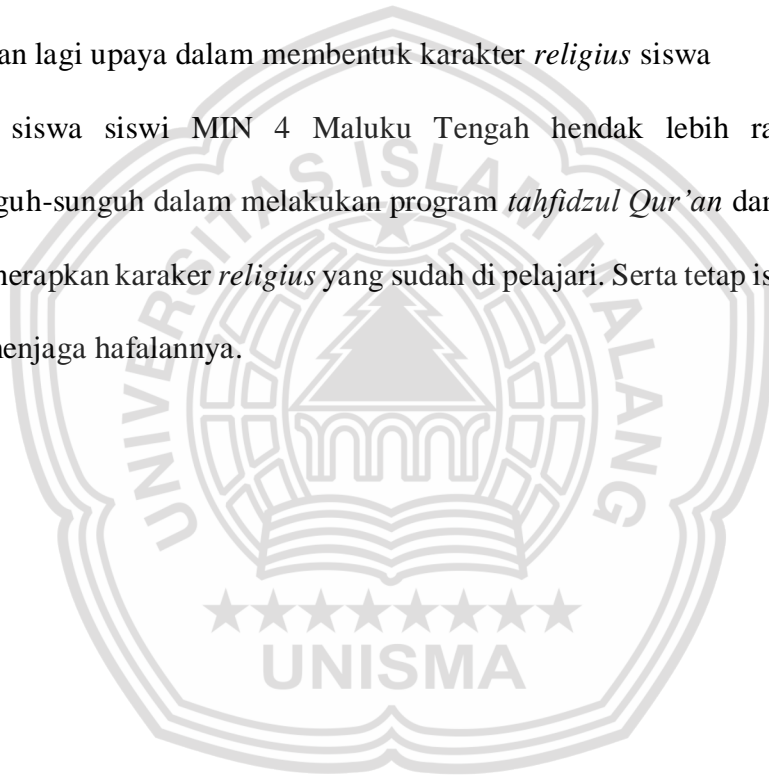 an lagi upaya dalam membentuk karakter religius siswa
siswa siswi MIN 4 Maluku Tengah hendak lebih ra
guh-sunguh dalam melakukan program tahfidzul Qur’an dan
nerapkan karaker religius yang sudah di pelajari. Serta tetap is
nenjaga hafalannya.
UNIVERSITAS ISLAM MALANG
UNISMA